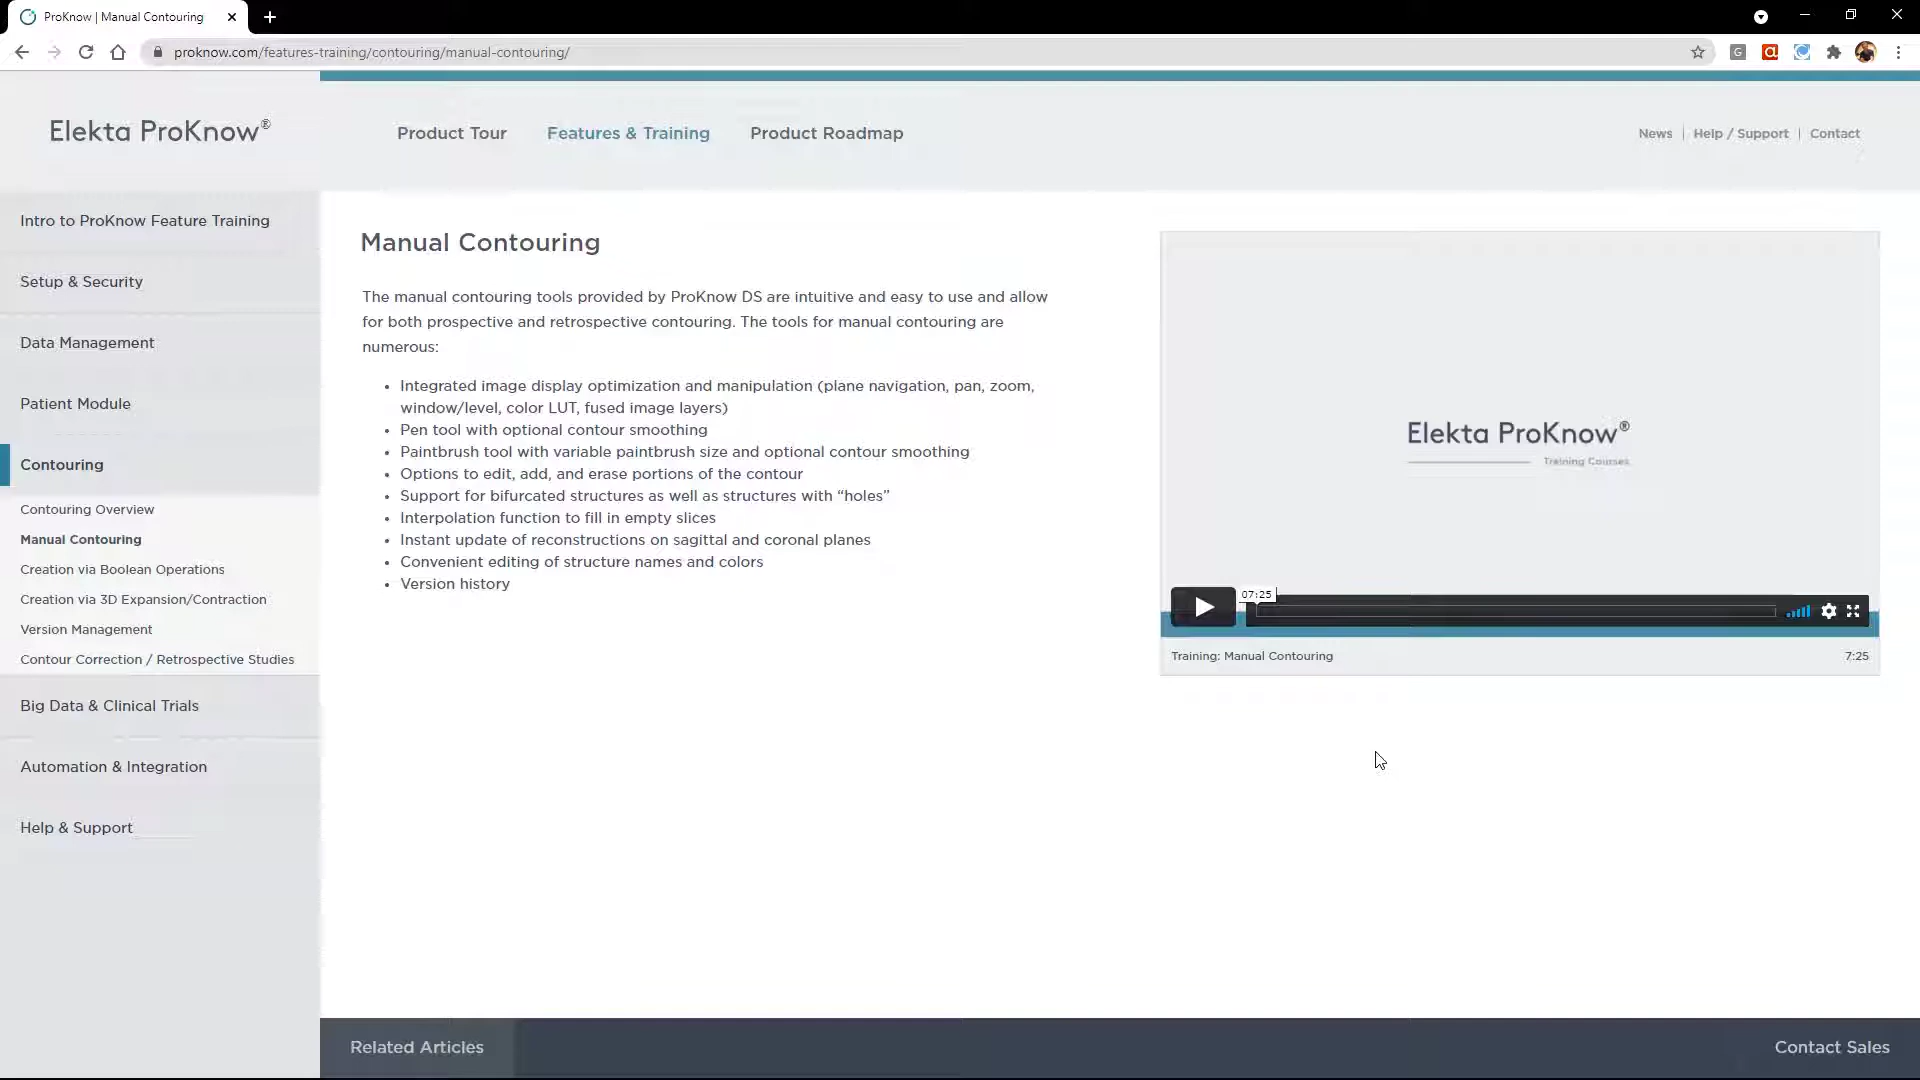 ProKnow | Manual Contouring
proknow.com/features-training/contouring/manual-contouring/
Elekta ProKnow®
Product Tour
Features & Training
Product Roadmap
News | Help / Support | Contact
Intro to ProKnow Feature Training
Setup & Security
Data Management
Patient Module
Contouring
Contouring Overview
Manual Contouring
Creation via Boolean Operations
Creation via 3D Expansion/Contraction
Version Management
Contour Correction / Retrospective Studies
Big Data & Clinical Trials
Automation & Integration
Help & Support
Manual Contouring
The manual contouring tools provided by ProKnow DS are intuitive and easy to use and allow
for both prospective and retrospective contouring. The tools for manual contouring are
numerous:
• Integrated image display optimization and manipulation (plane navigation, pan, zoom,
window/level, color LUT, fused image layers)
• Pen tool with optional contour smoothing
• Paintbrush tool with variable paintbrush size and optional contour smoothing
• Options to edit, add, and erase portions of the contour
• Support for bifurcated structures as well as structures with “holes”
• Interpolation function to fill in empty slices
• Instant update of reconstructions on sagittal and coronal planes
• Convenient editing of structure names and colors
• Version history
Elekta ProKnow®
Training Courses
07:25
Training: Manual Contouring
7:25
Related Articles
Contact Sales